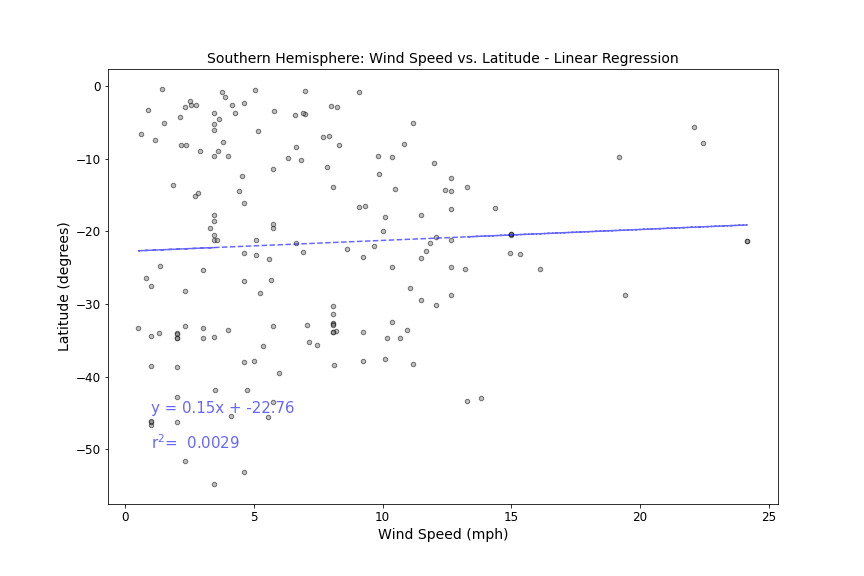 Southern Hemisphere: Wind Speed vs. Latitude - Linear Regression
Latitude (degrees)
0
−10
−20
−30
−40
−50
y = 0.15x + -22.76
r²= 0.0029
0 5 10 15 20 25
Wind Speed (mph)